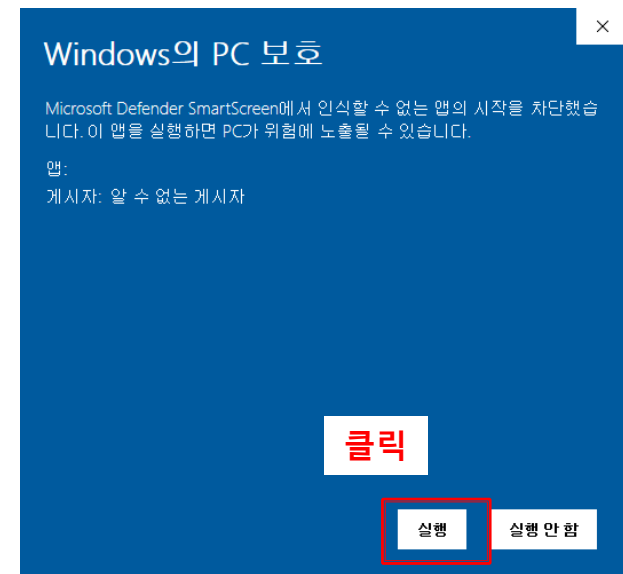 Windows의 PC 보호
Microsoft Defender SmartScreen에서 인식할 수 없는 앱의 시작을 차단했습
니다. 이 앱을 실행하면 PC가 위험에 노출될 수 있습니다.
앱:
게시자: 알 수 없는 게시자
클릭
실행
실행 안 함